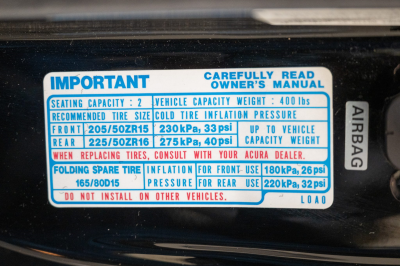 IMPORTANT CAREFULLY READ OWNER'S MANUAL
SEATING CAPACITY : 2 VEHICLE CAPACITY WEIGHT : 400 lbs
RECOMMENDED TIRE SIZE COLD TIRE INFLATION PRESSURE
FRONT 205/50ZR15 230kPa, 33psi UP TO VEHICLE CAPACITY WEIGHT
REAR 225/50ZR16 275kPa, 40psi
WHEN REPLACING TIRES, CONSULT WITH YOUR ACURA DEALER.
FOLDING SPARE TIRE INFLATION PRESSURE FOR FRONT USE 180kPa, 26psi
165/80D15 FOR REAR USE 220kPa, 32psi
DO NOT INSTALL ON OTHER VEHICLES.
L0A0
AIRBAG